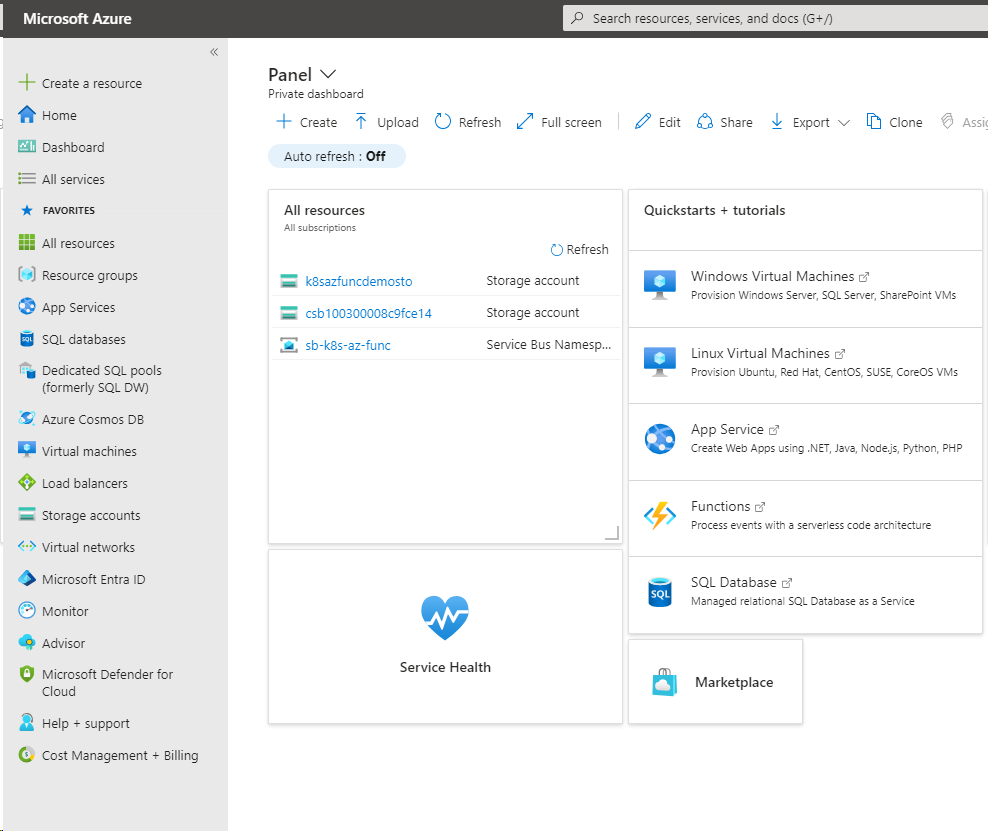 Microsoft Azure
Search resources, services, and docs (G+/)
«
Create a resource
Home
Dashboard
All services
FAVORITES
All resources
Resource groups
App Services
SQL databases
Dedicated SQL pools
(formerly SQL DW)
Azure Cosmos DB
Virtual machines
Load balancers
Storage accounts
Virtual networks
Microsoft Entra ID
Monitor
Advisor
Microsoft Defender for
Cloud
Help + support
Cost Management + Billing
Panel
Private dashboard
Create Upload Refresh Full screen Edit Share Export Clone Assig
Auto refresh : Off
All resources
All subscriptions
Refresh
k8sazfuncdemosto Storage account
csb100300008c9fce14 Storage account
sb-k8s-az-func Service Bus Namesp...
Service Health
Quickstarts + tutorials
Windows Virtual Machines
Provision Windows Server, SQL Server, SharePoint VMs
Linux Virtual Machines
Provision Ubuntu, Red Hat, CentOS, SUSE, CoreOS VMs
App Service
Create Web Apps using .NET, Java, Node.js, Python, PHP
Functions
Process events with a serverless code architecture
SQL
SQL Database
Managed relational SQL Database as a Service
Marketplace